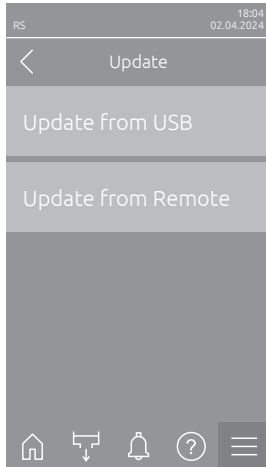 18:04
RS 02.04.2024
Update
Update from USB
Update from Remote
?